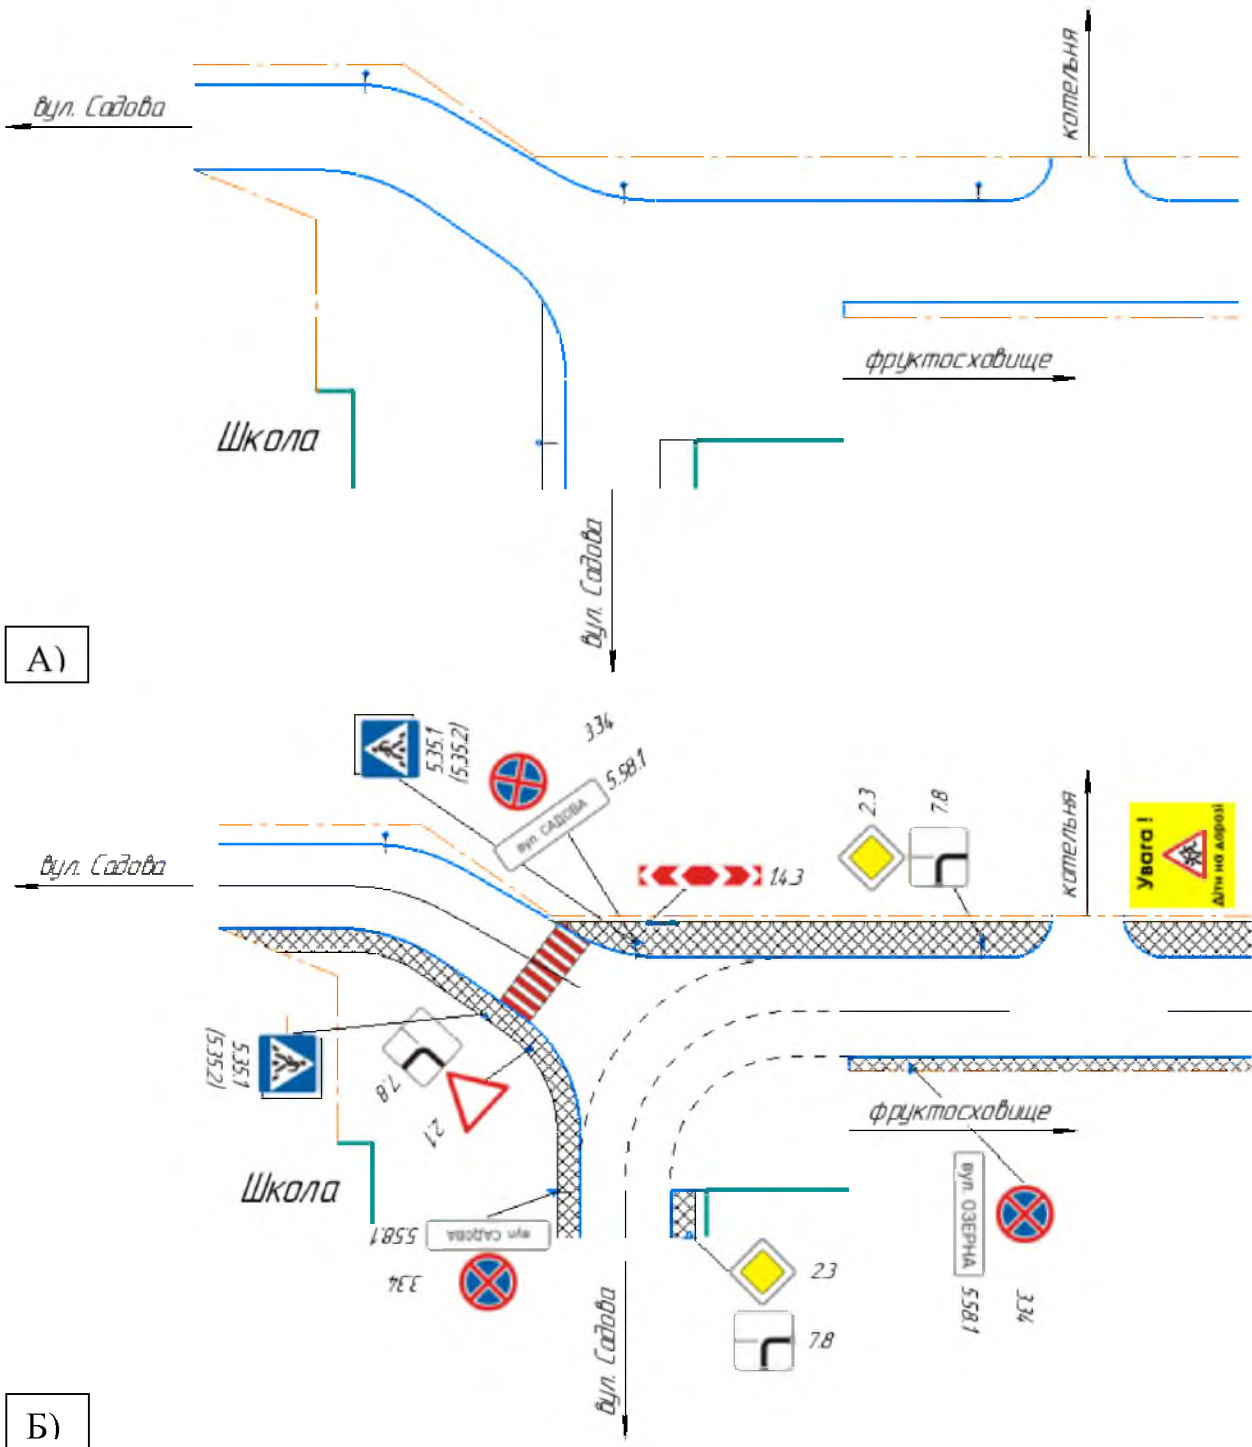 котельня
вул. Садова
фруктосховище
Школа
вул. Садова
А)
3.34
5.35.1
(5.35.2)
5.58.1
вул. САДОВА
2.3
7.8
котельня
Увага !
Діти на дорозі
вул. Садова
1.4.3
5.35.1
(5.35.2)
7.8
2.1
фруктосховище
Школа
вул. ОЗЕРНА
5.58.1
3.34
5.58.1
вул. САДОВА
3.34
2.3
7.8
вул. Садова
Б)